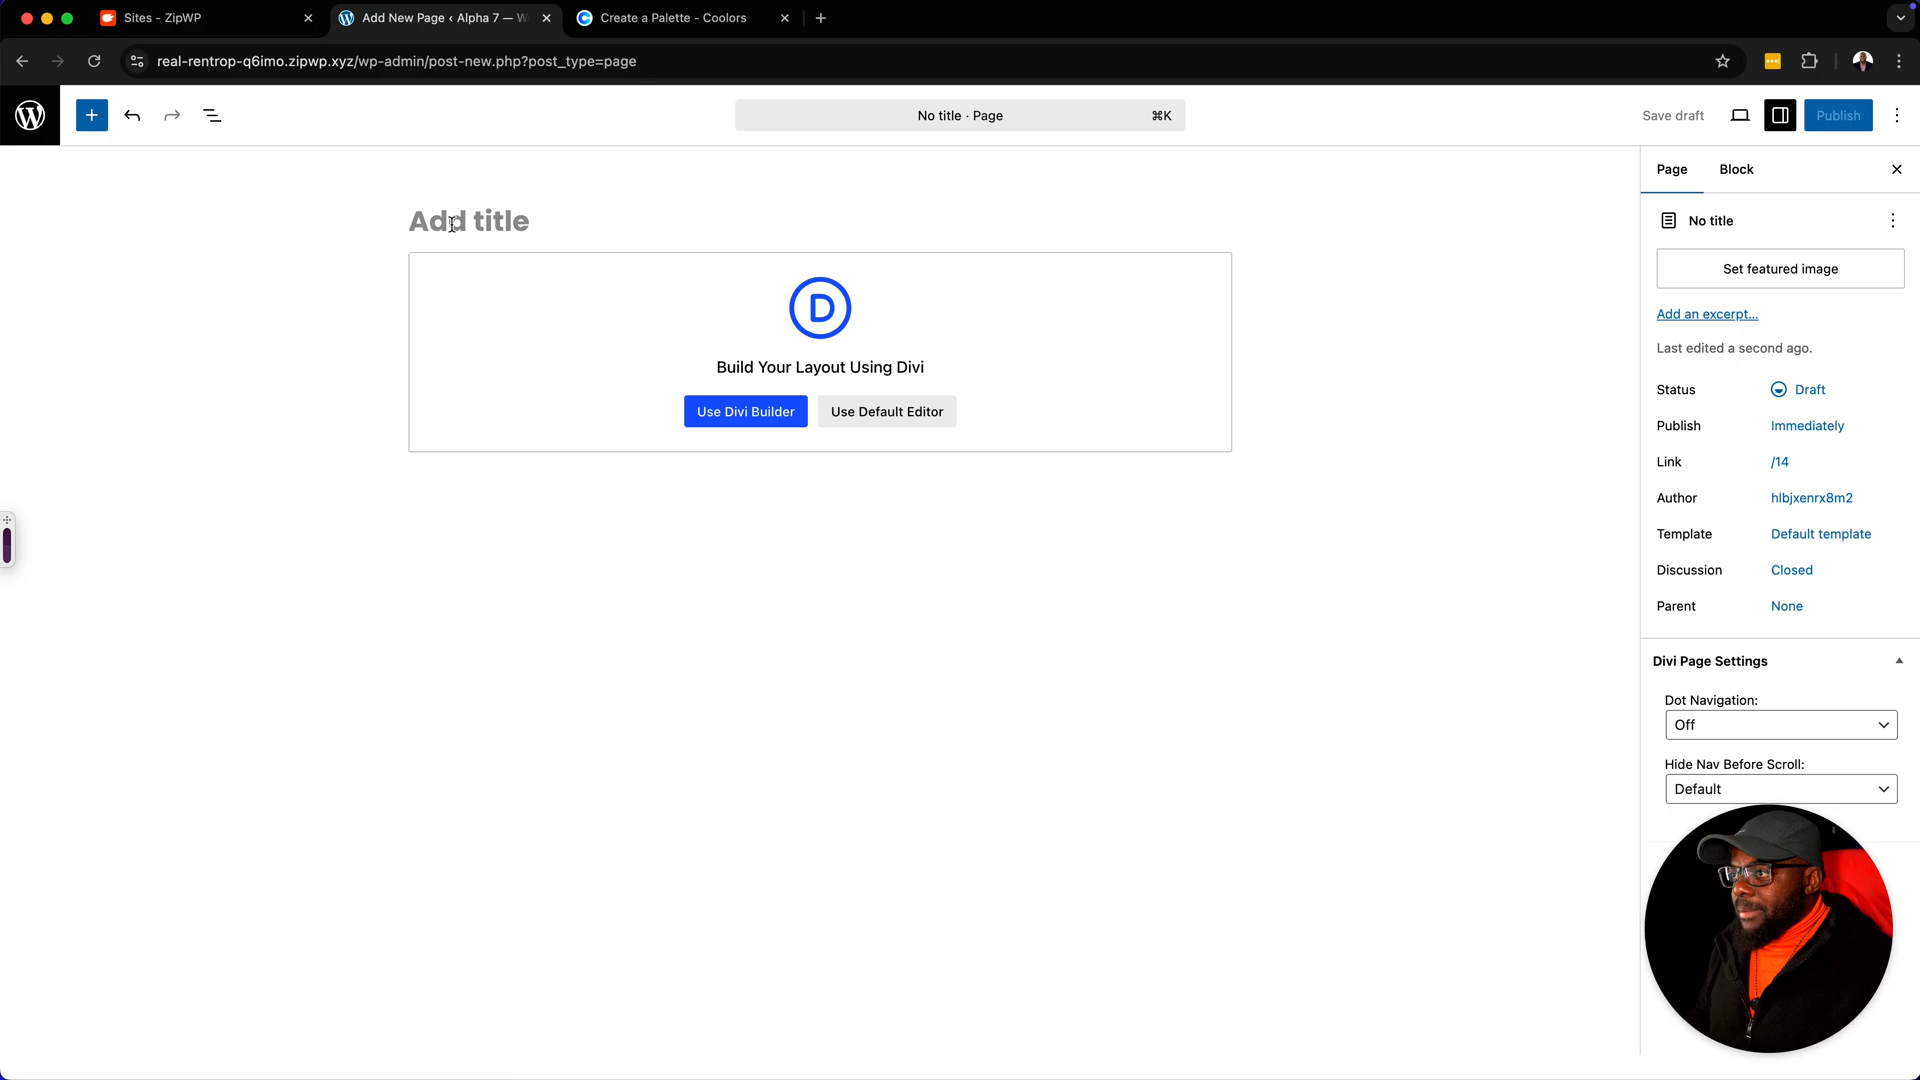 Sites - ZipWP
Add New Page ‹ Alpha 7 — W
Create a Palette - Coolors
real-rentrop-q6imo.zipwp.xyz/wp-admin/post-new.php?post_type=page
No title · Page
⌘K
Save draft
Publish
Page
Block
Add title
No title
Set featured image
D
Build Your Layout Using Divi
Use Divi Builder
Use Default Editor
Add an excerpt...
Last edited a second ago.
Status
Draft
Publish
Immediately
Link
/14
Author
hlbjxenrx8m2
Template
Default template
Discussion
Closed
Parent
None
Divi Page Settings
Dot Navigation:
Off
Hide Nav Before Scroll:
Default